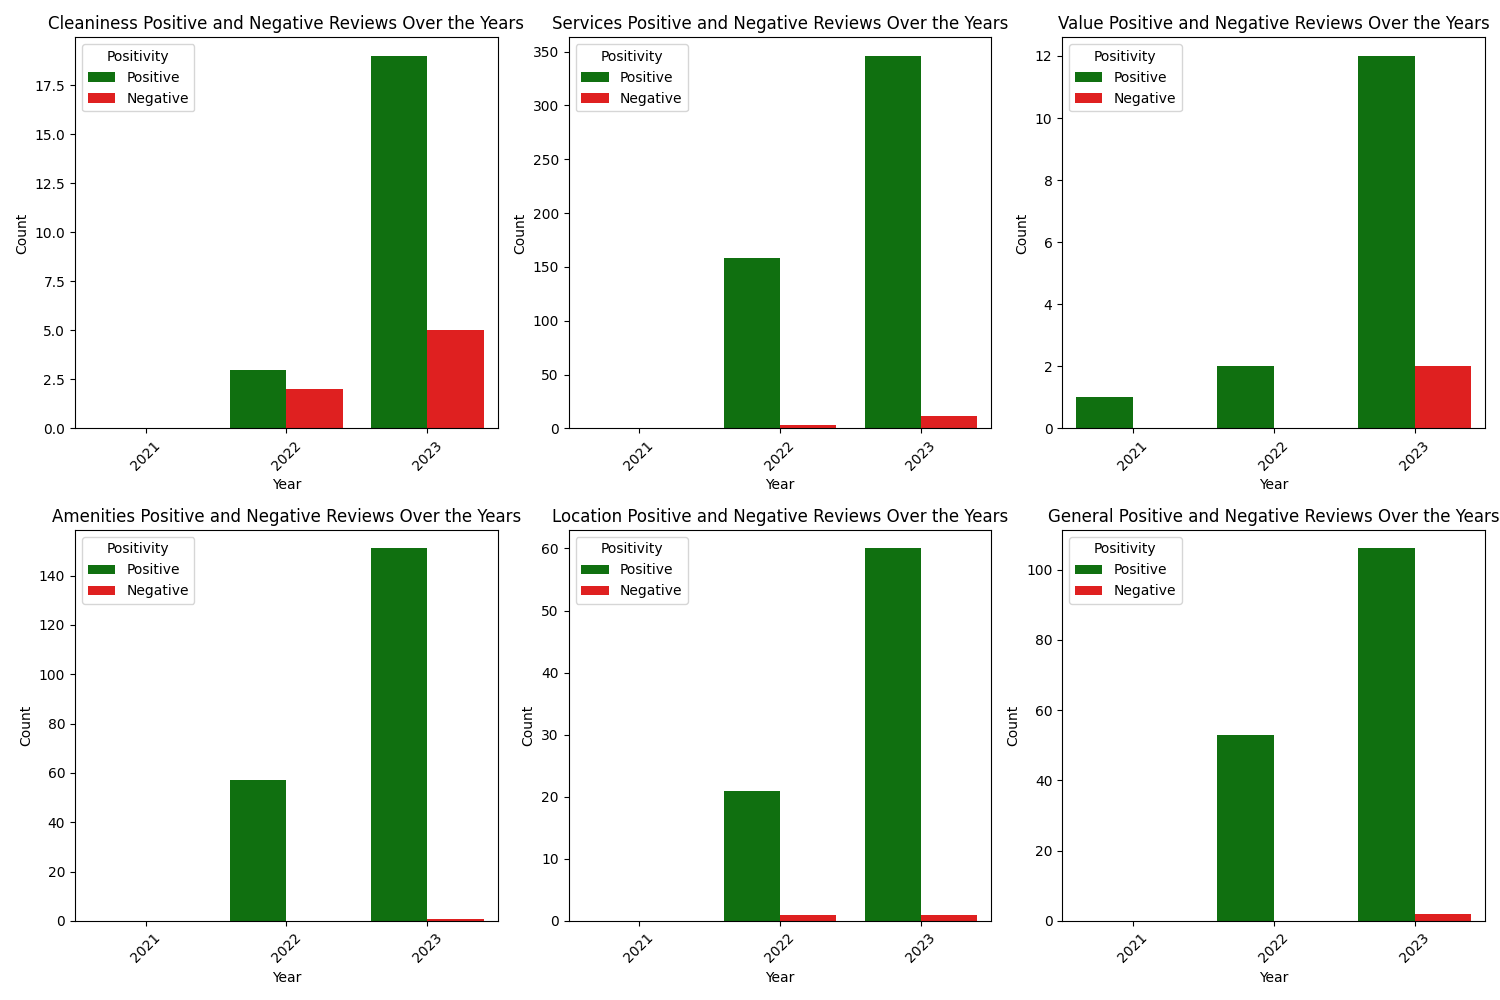 Cleaniness Positive and Negative Reviews Over the Years
Positivity
Positive
Negative
17.5
15.0
12.5
10.0
7.5
5.0
2.5
0.0
Count
2021
2022
2023
Year
Services Positive and Negative Reviews Over the Years
Positivity
Positive
Negative
350
300
250
200
150
100
50
0
Count
2021
2022
2023
Year
Value Positive and Negative Reviews Over the Years
Positivity
Positive
Negative
12
10
8
6
4
2
0
Count
2021
2022
2023
Year
Amenities Positive and Negative Reviews Over the Years
Positivity
Positive
Negative
140
120
100
80
60
40
20
0
Count
2021
2022
2023
Year
Location Positive and Negative Reviews Over the Years
Positivity
Positive
Negative
60
50
40
30
20
10
0
Count
2021
2022
2023
Year
General Positive and Negative Reviews Over the Years
Positivity
Positive
Negative
100
80
60
40
20
0
Count
2021
2022
2023
Year